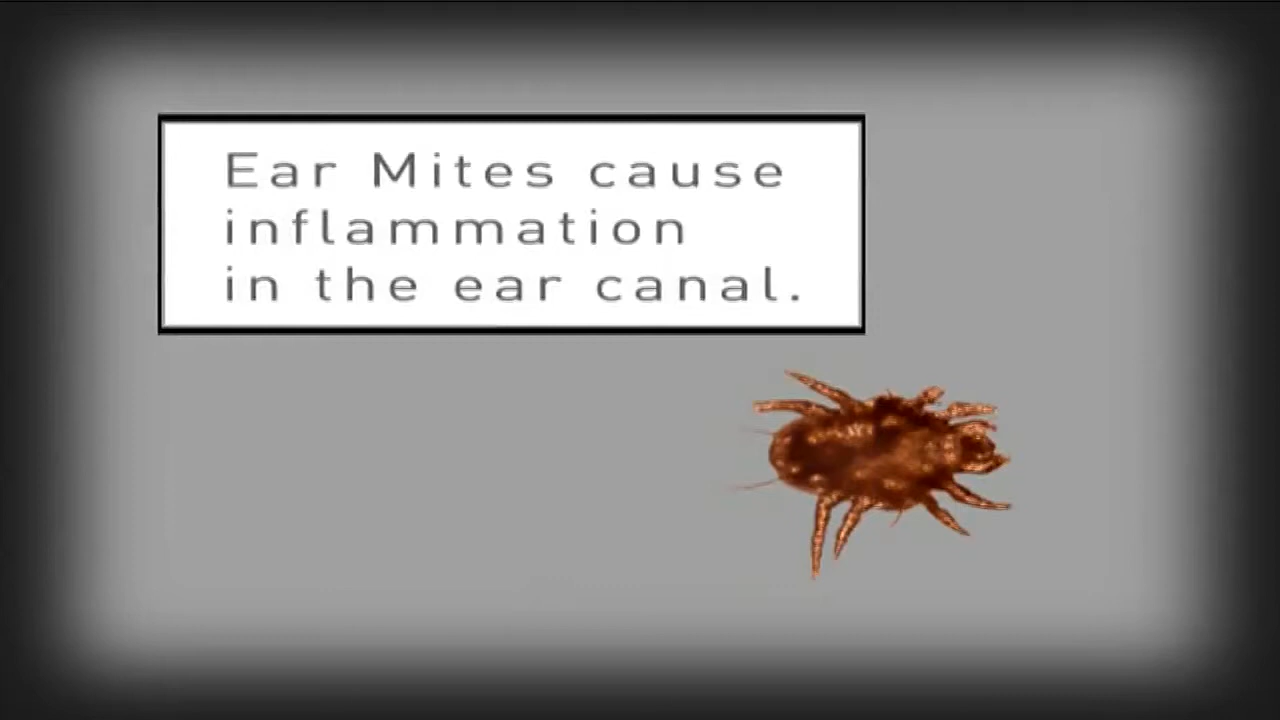 Ear Mites cause
inflammation
in the ear canal.